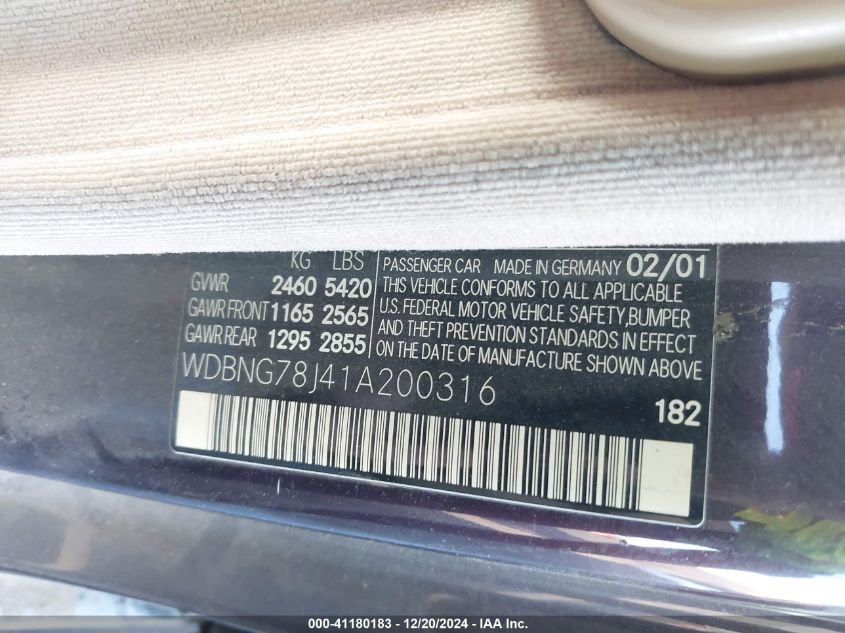 KG LBS
GVWR 2460 5420
GAWR FRONT 1165 2565
GAWR REAR 1295 2855
PASSENGER CAR MADE IN GERMANY 02/01
THIS VEHICLE CONFORMS TO ALL APPLICABLE
U.S. FEDERAL MOTOR VEHICLE SAFETY,BUMPER
AND THEFT PREVENTION STANDARDS IN EFFECT
ON THE DATE OF MANUFACTURE SHOWN ABOVE
WDBNG78J41A200316
182
000-41180183 - 12/20/2024 - IAA Inc.